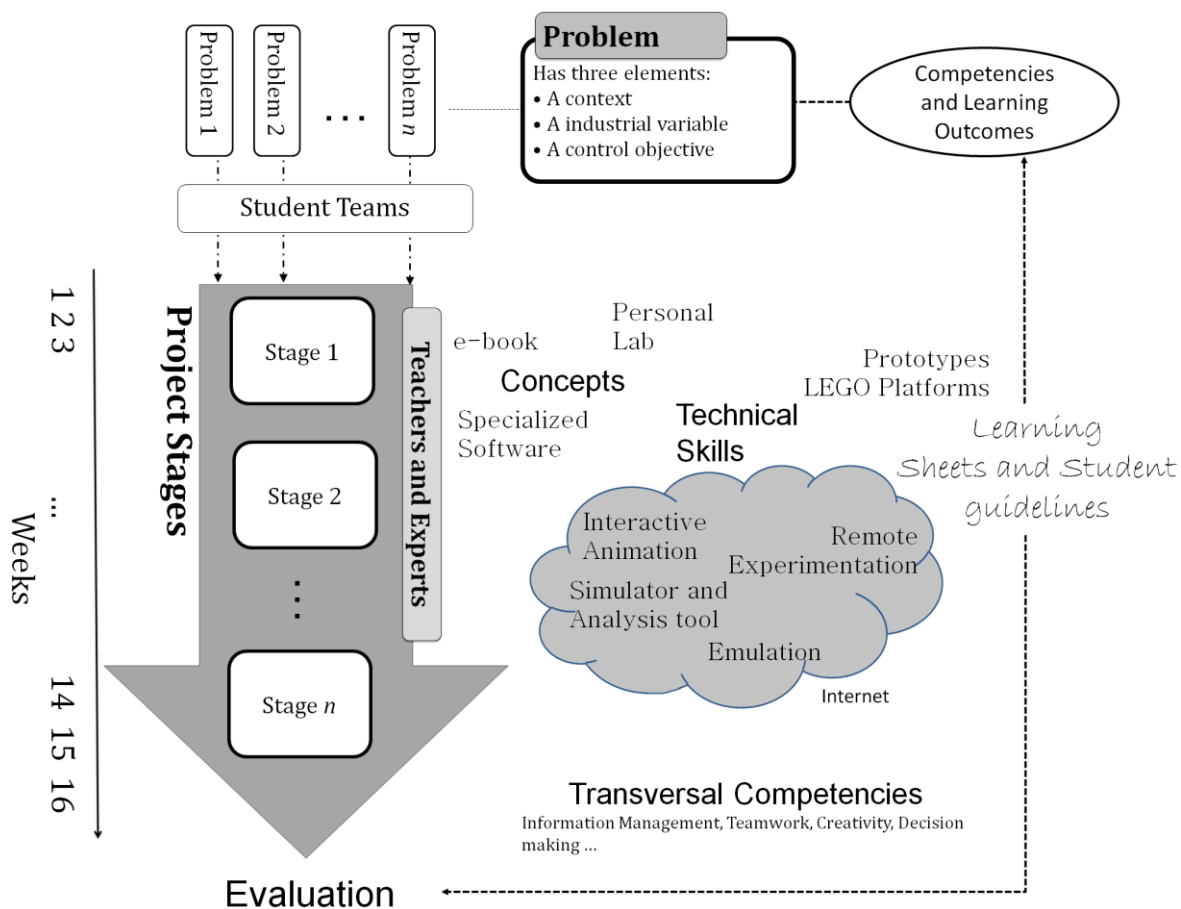 Problem 1
Problem 2
...
Problem n
Problem
Has three elements:
• A context
• A industrial variable
• A control objective
Competencies
and Learning
Outcomes
Student Teams
1 2 3
...
14 15 16
Weeks
Project Stages
Stage 1
Stage 2
...
Stage n
Teachers and Experts
e-book
Personal
Lab
Concepts
Specialized
Software
Technical
Skills
Prototypes
LEGO Platforms
Learning
Sheets and Student
guidelines
Interactive
Animation
Remote
Experimentation
Simulator and
Analysis tool
Emulation
Internet
Transversal Competencies
Information Management, Teamwork, Creativity, Decision
making ...
Evaluation